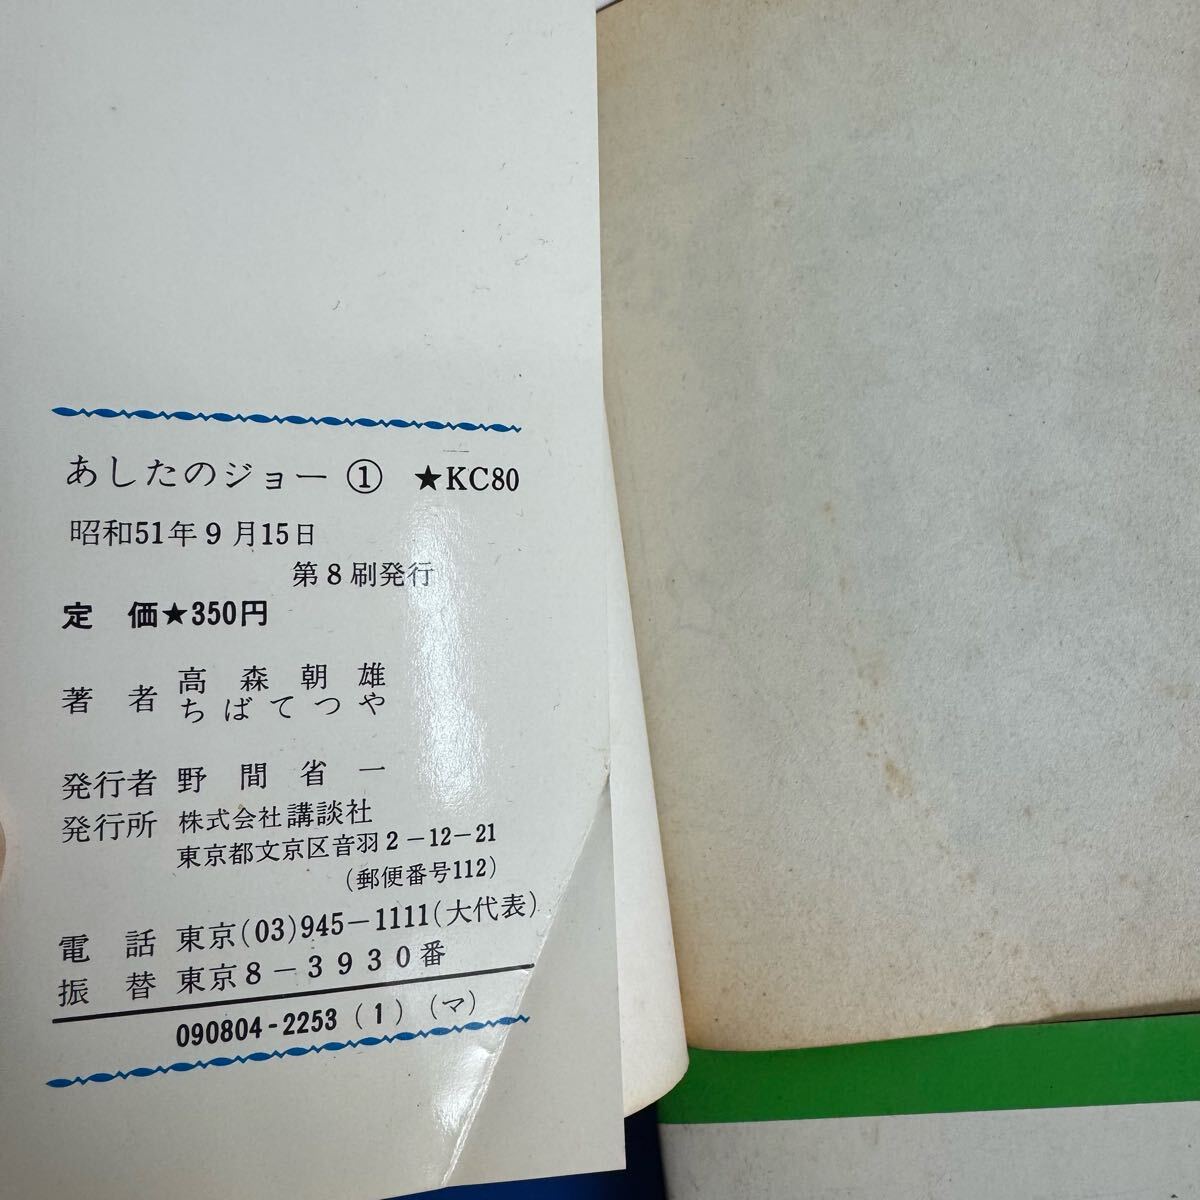 あしたのジョー ① ★KC80
昭和51年9月15日
第8刷発行
定 価★350円
著 者 高森朝雄
ちばてつや
発行者 野間省一
発行所 株式会社講談社
東京都文京区音羽2-12-21
(郵便番号112)
電 話 東京(03)945-1111(大代表)
振 替 東京8-3930番
090804-2253 (1) (マ)